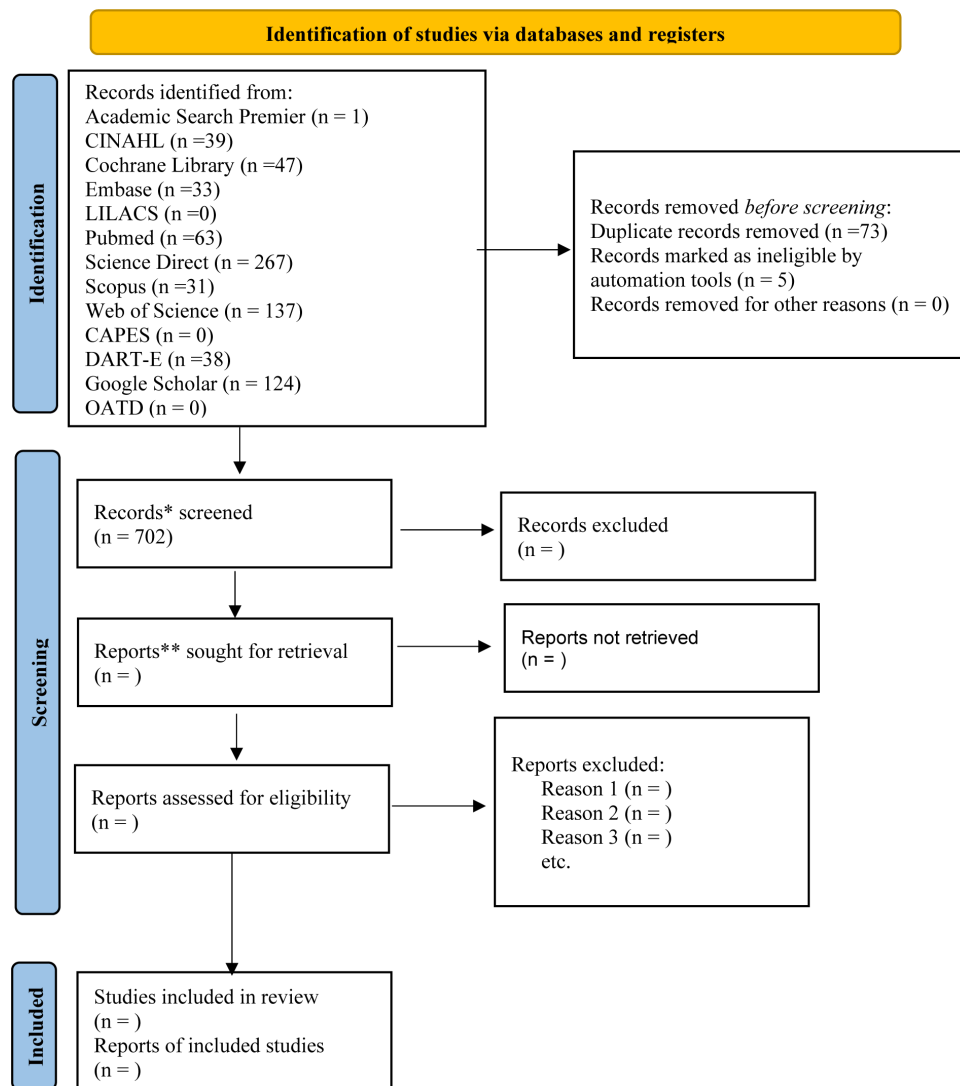 Identification of studies via databases and registers
Identification
Records identified from:
Academic Search Premier (n = 1)
CINAHL (n =39)
Cochrane Library (n =47)
Embase (n =33)
LILACS (n =0)
Pubmed (n =63)
Science Direct (n = 267)
Scopus (n =31)
Web of Science (n = 137)
CAPES (n = 0)
DART-E (n =38)
Google Scholar (n = 124)
OATD (n = 0)
Records removed before screening:
Duplicate records removed (n =73)
Records marked as ineligible by
automation tools (n = 5)
Records removed for other reasons (n = 0)
Screening
Records* screened
(n = 702)
Records excluded
(n = )
Reports** sought for retrieval
(n = )
Reports not retrieved
(n = )
Reports assessed for eligibility
(n = )
Reports excluded:
Reason 1 (n = )
Reason 2 (n = )
Reason 3 (n = )
etc.
Included
Studies included in review
(n = )
Reports of included studies
(n = )